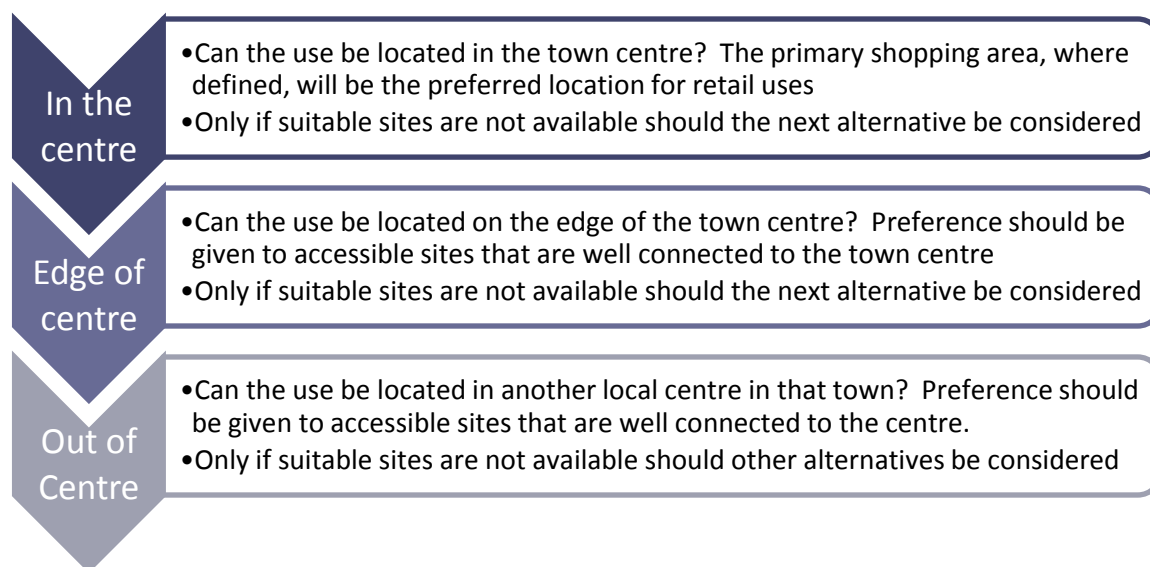 In the
centre
•Can the use be located in the town centre?  The primary shopping area, where
defined, will be the preferred location for retail uses
•Only if suitable sites are not available should the next alternative be considered
Edge of
centre
•Can the use be located on the edge of the town centre?  Preference should be
given to accessible sites that are well connected to the town centre
•Only if suitable sites are not available should the next alternative be considered
Out of
Centre
•Can the use be located in another local centre in that town?  Preference should
be given to accessible sites that are well connected to the centre.
•Only if suitable sites are not available should other alternatives be considered